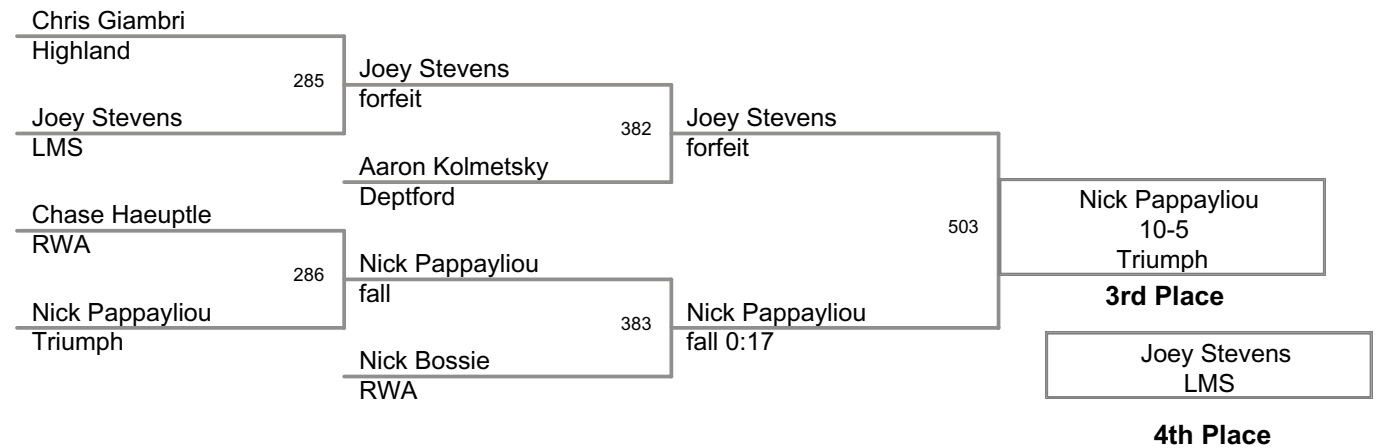 Chris Giambri
Highland
285
Joey Stevens
forfeit
Joey Stevens
LMS
382
Joey Stevens
forfeit
Aaron Kolmetsky
Deptford
Chase Haeuptle
RWA
286
Nick Pappayliou
fall
Nick Pappayliou
Triumph
383
Nick Pappayliou
fall 0:17
Nick Bossie
RWA
503
Nick Pappayliou
10-5
Triumph
3rd Place
Joey Stevens
LMS
4th Place